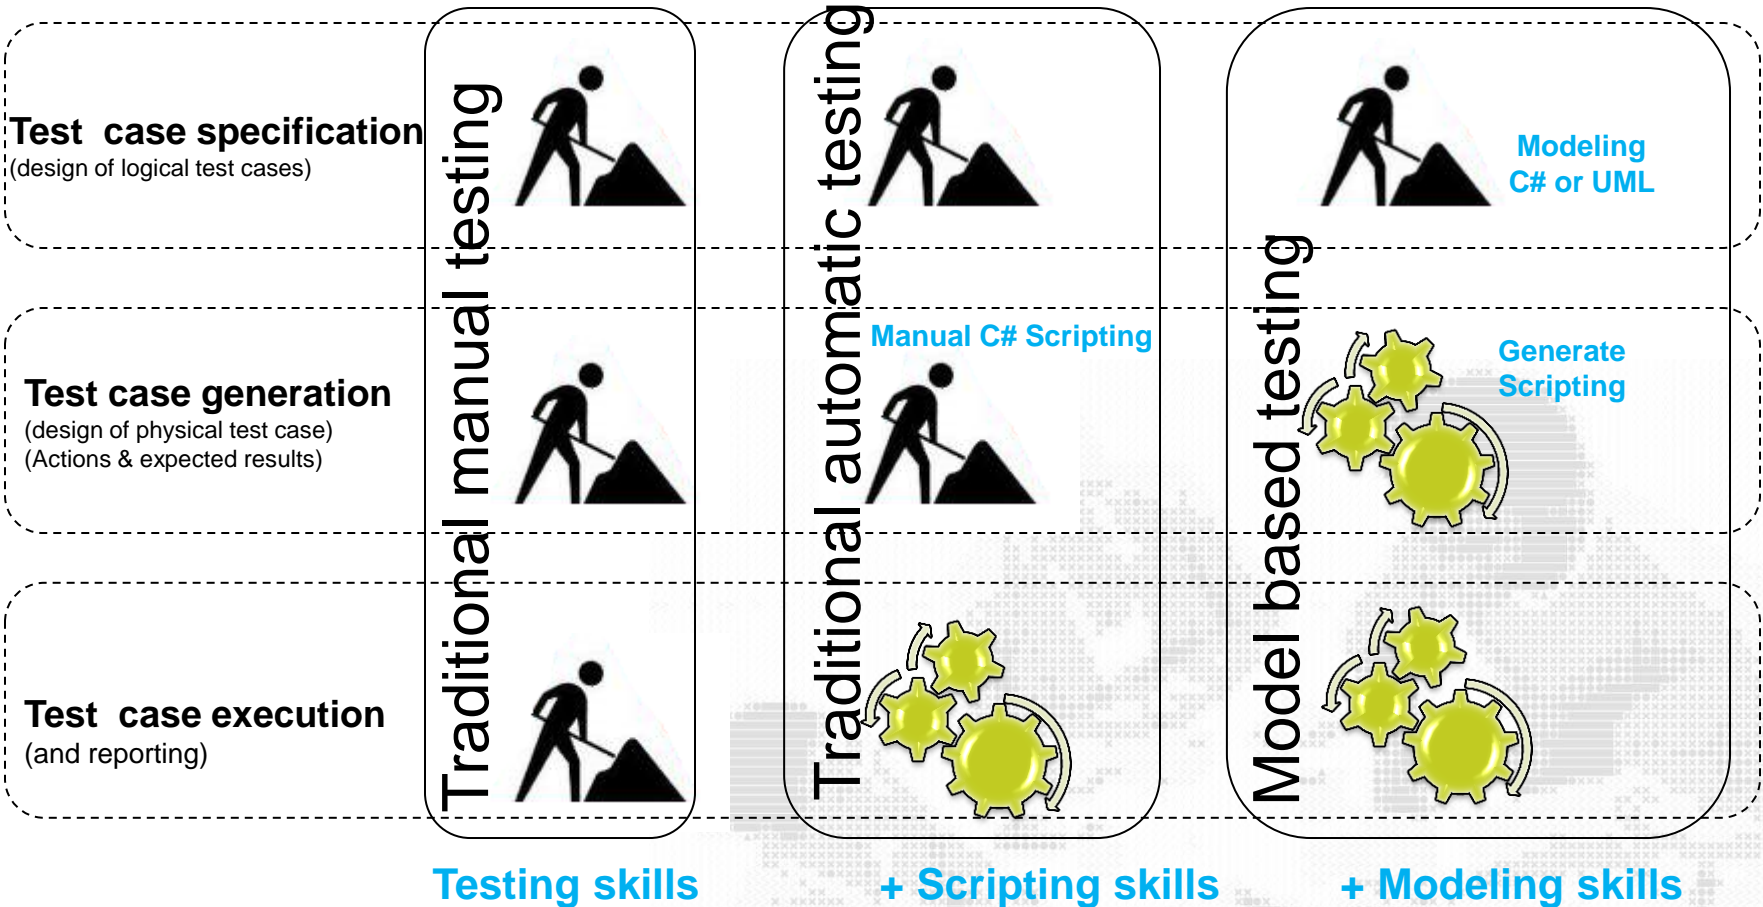 Test  case specification
(design of logical test cases)
Traditional manual testing
Traditional automatic testing
Model based testing
Modeling
C# or UML
Test case generation
(design of physical test case)
(Actions & expected results)
Manual C# Scripting
Generate
Scripting
Test  case execution
(and reporting)
Testing skills
+ Scripting skills
+ Modeling skills